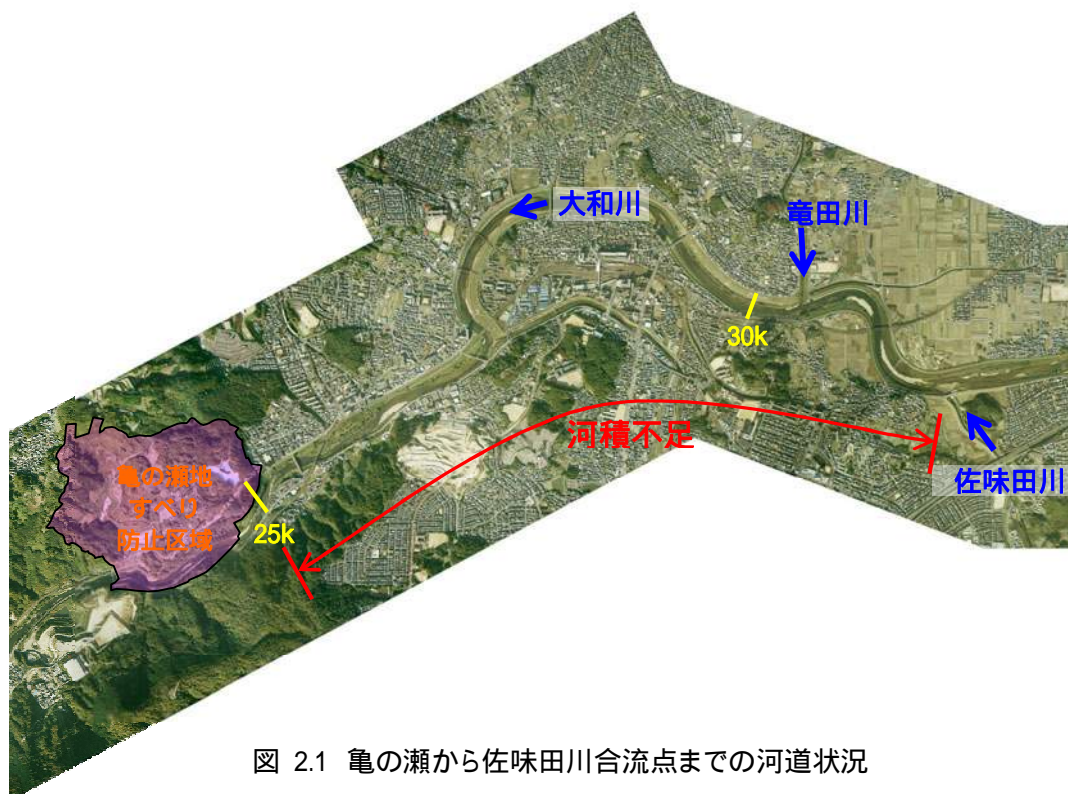 大和川
竜田川
30k
河積不足
佐味田川
亀の瀬地
すべり
防止区域
25k
図 2.1 亀の瀬から佐味田川合流点までの河道状況